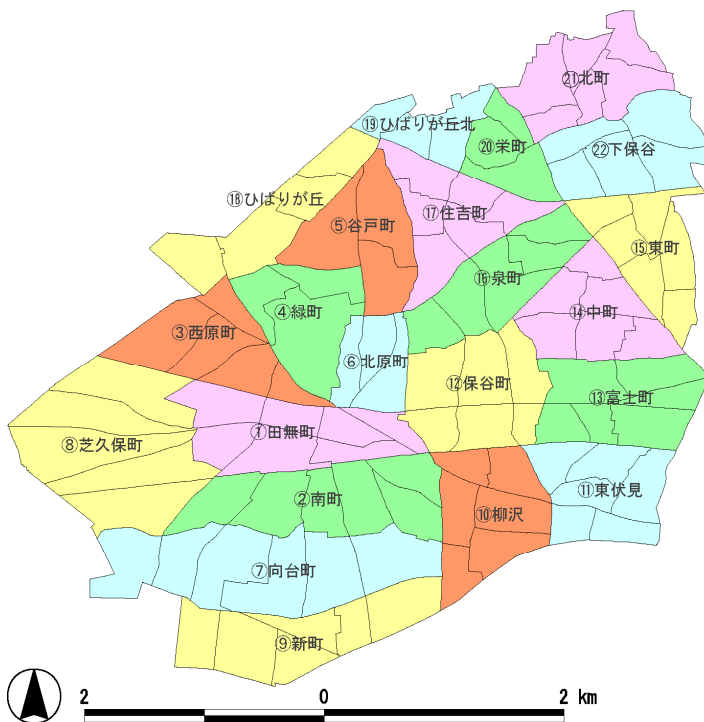 ㉑北町
⑲ひばりが丘北
⑳栄町
㉒下保谷
⑱ひばりが丘
⑤谷戸町
⑰住吉町
⑮東町
⑯泉町
④緑町
⑭中町
③西原町
⑥北原町
⑫保谷町
⑬富士町
①田無町
⑧芝久保町
②南町
⑪東伏見
⑩柳沢
⑦向台町
⑨新町
2 0 2 km